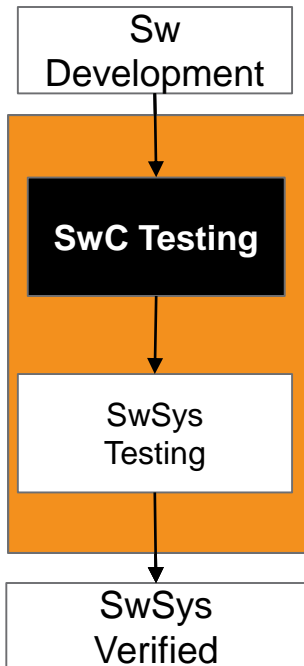 Sw
Development
SwC Testing
SwSys
Testing
SwSys
Verified